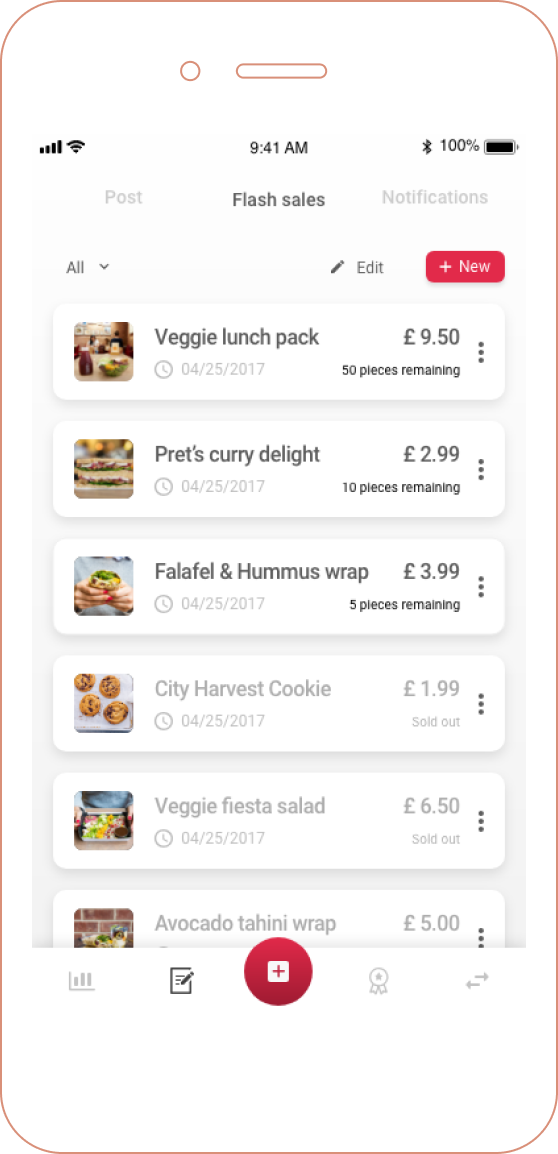 9:41 AM
100%
Post
Flash sales
Notifications
All
Edit
+ New
Veggie lunch pack
£ 9.50
04/25/2017
50 pieces remaining
Pret’s curry delight
£ 2.99
04/25/2017
10 pieces remaining
Falafel & Hummus wrap
£ 3.99
04/25/2017
5 pieces remaining
City Harvest Cookie
£ 1.99
04/25/2017
Sold out
Veggie fiesta salad
£ 6.50
04/25/2017
Sold out
Avocado tahini wrap
£ 5.00